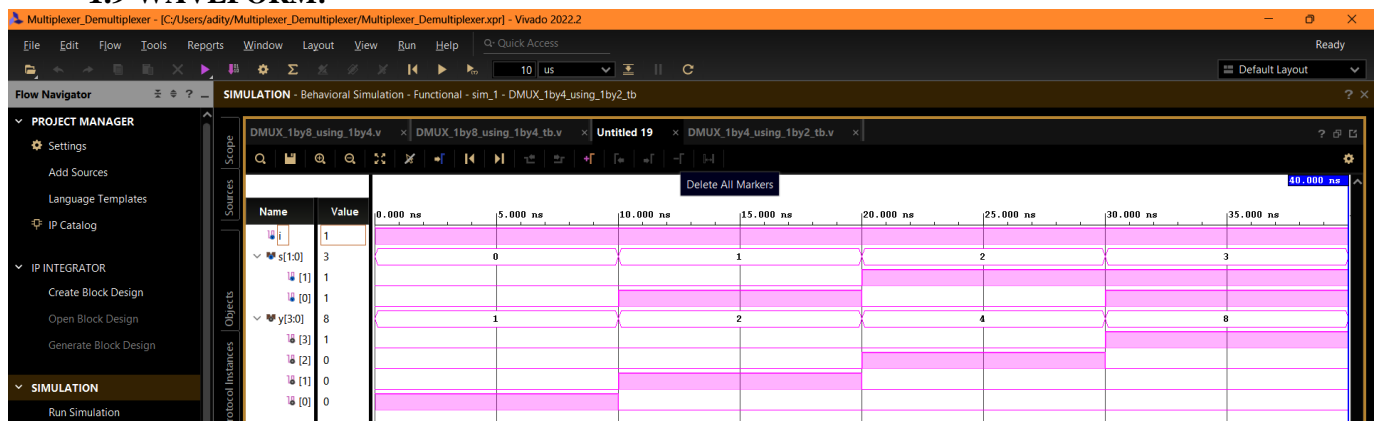 1.9 WAVEFORM:
Multiplexer_Demultiplexer - [C:/Users/adity/Multiplexer_Demultiplexer/Multiplexer_Demultiplexer.xpr] - Vivado 2022.2
File Edit Flow Tools Reports Window Layout View Run Help Quick Access Ready
10 us Default Layout
Flow Navigator SIMULATION - Behavioral Simulation - Functional - sim_1 - DMUX_1by4_using_1by2_tb
PROJECT MANAGER
Settings
Add Sources
Language Templates
IP Catalog
IP INTEGRATOR
Create Block Design
Open Block Design
Generate Block Design
SIMULATION
Run Simulation
Scope
Sources
Objects
Protocol Instances
DMUX_1by8_using_1by4.v × DMUX_1by8_using_1by4_tb.v × Untitled 19 × DMUX_1by4_using_1by2_tb.v ×
Delete All Markers
40.000 ns
Name Value 0.000 ns 5.000 ns 10.000 ns 15.000 ns 20.000 ns 25.000 ns 30.000 ns 35.000 ns
i 1
s[1:0] 3 0 1 2 3
[1] 1
[0] 1
y[3:0] 8 1 2 4 8
[3] 1
[2] 0
[1] 0
[0] 0